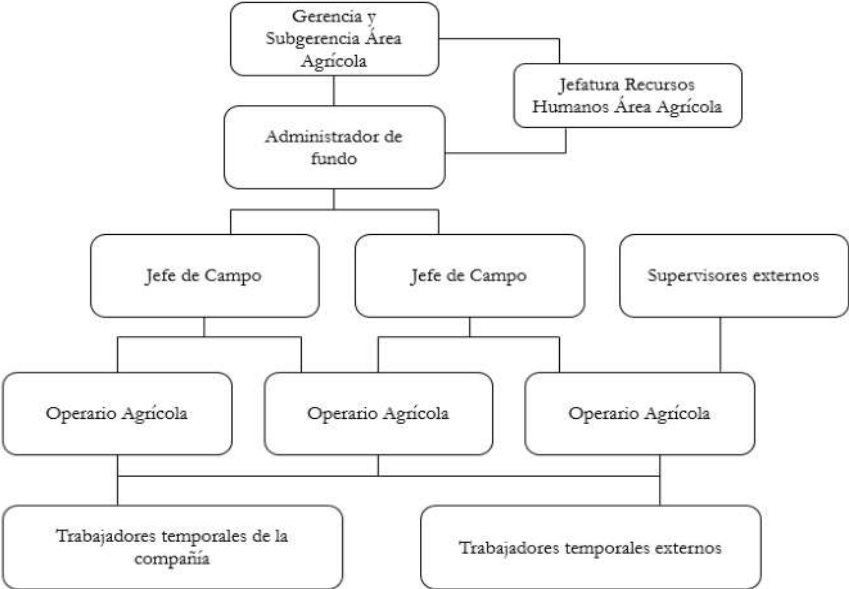 Gerencia y
Subgerencia Área
Agrícola
Jefatura Recursos
Humanos Área Agrícola
Administrador de
fundo
Jefe de Campo
Jefe de Campo
Supervisores externos
Operario Agrícola
Operario Agrícola
Operario Agrícola
Trabajadores temporales de la
compañía
Trabajadores temporales externos